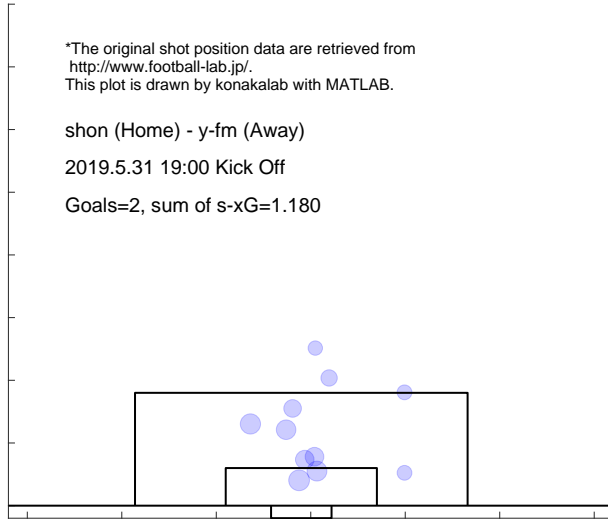 *The original shot position data are retrieved from
http://www.football-lab.jp/.
This plot is drawn by konakalab with MATLAB.
shon (Home) - y-fm (Away)
2019.5.31 19:00 Kick Off
Goals=2, sum of s-xG=1.180